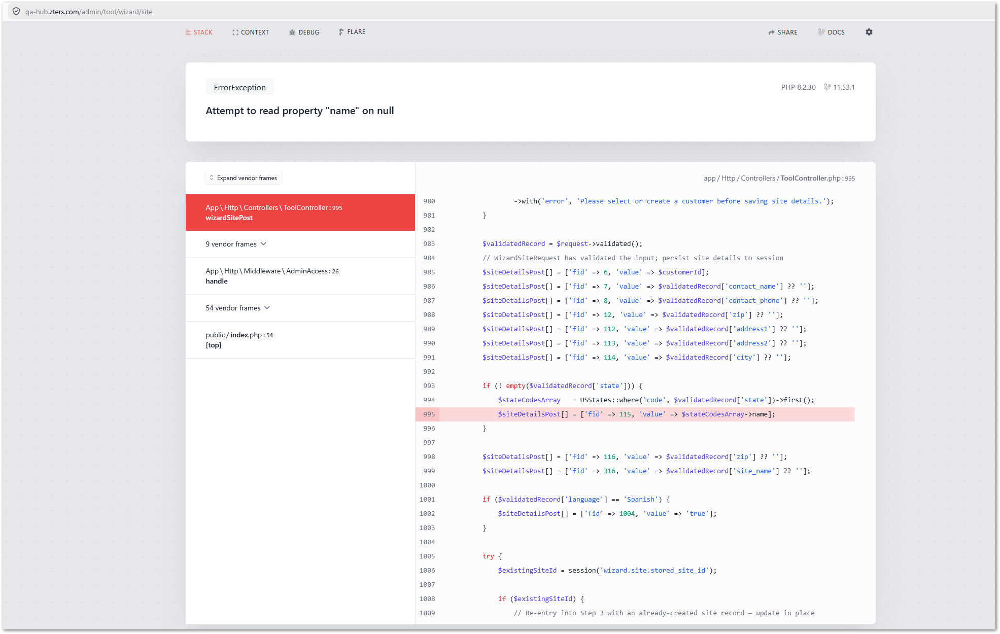 qa-hub.zters.com/admin/tool/wizard/site
STACK
CONTEXT
DEBUG
FLARE
SHARE
DOCS
ErrorException
PHP 8.2.30
11.53.1
Attempt to read property "name" on null
Expand vendor frames
App \ Http \ Controllers \ ToolController : 995
wizardSitePost
9 vendor frames
App \ Http \ Middleware \ AdminAccess : 26
handle
54 vendor frames
public / index.php : 54
[top]
app / Http / Controllers / ToolController.php : 995
980 ->with('error', 'Please select or create a customer before saving site details.');
981 }
982
983 $validatedRecord = $request->validated();
984 // WizardSiteRequest has validated the input; persist site details to session
985 $siteDetailsPost[] = ['fid' => 6, 'value' => $customerId];
986 $siteDetailsPost[] = ['fid' => 7, 'value' => $validatedRecord['contact_name'] ?? ''];
987 $siteDetailsPost[] = ['fid' => 8, 'value' => $validatedRecord['contact_phone'] ?? ''];
988 $siteDetailsPost[] = ['fid' => 12, 'value' => $validatedRecord['zip'] ?? ''];
989 $siteDetailsPost[] = ['fid' => 112, 'value' => $validatedRecord['address1'] ?? ''];
990 $siteDetailsPost[] = ['fid' => 113, 'value' => $validatedRecord['address2'] ?? ''];
991 $siteDetailsPost[] = ['fid' => 114, 'value' => $validatedRecord['city'] ?? ''];
992
993 if (! empty($validatedRecord['state'])) {
994 $stateCodesArray   = USStates::where('code', $validatedRecord['state'])->first();
995 $siteDetailsPost[] = ['fid' => 115, 'value' => $stateCodesArray->name];
996 }
997
998 $siteDetailsPost[] = ['fid' => 116, 'value' => $validatedRecord['zip'] ?? ''];
999 $siteDetailsPost[] = ['fid' => 316, 'value' => $validatedRecord['site_name'] ?? ''];
1000
1001 if ($validatedRecord['language'] == 'Spanish') {
1002 $siteDetailsPost[] = ['fid' => 1004, 'value' => 'true'];
1003 }
1004
1005 try {
1006 $existingSiteId = session('wizard.site.stored_site_id');
1007
1008 if ($existingSiteId) {
1009 // Re-entry into Step 3 with an already-created site record — update in place